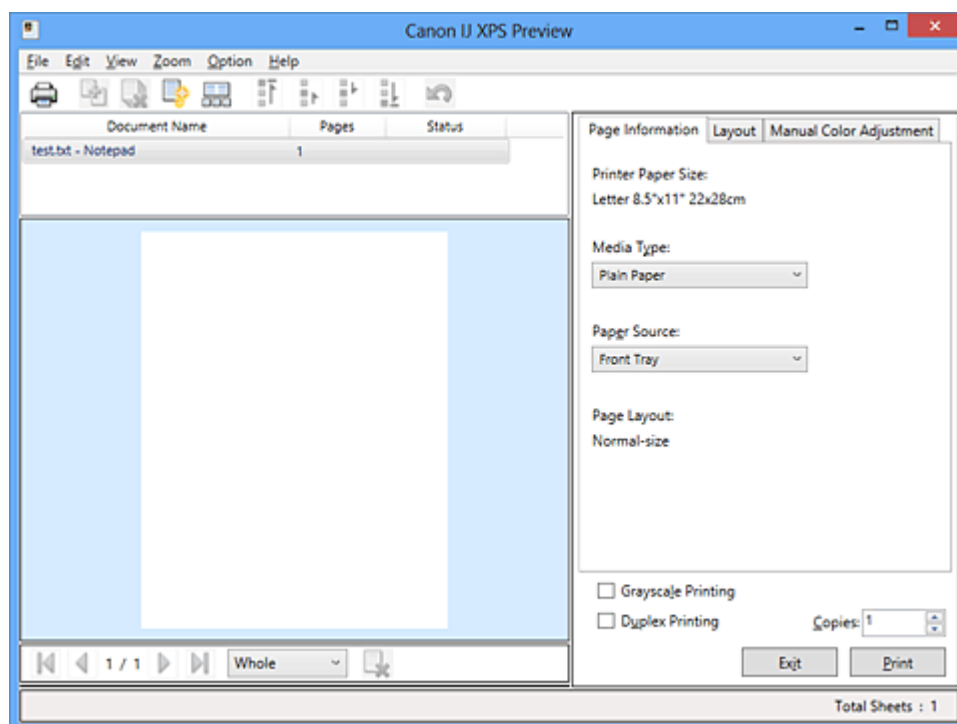 Canon IJ XPS Preview
File Edit View Zoom Option Help
Document Name Pages Status
test.txt - Notepad 1
Page Information Layout Manual Color Adjustment
Printer Paper Size:
Letter 8.5"x11" 22x28cm
Media Type:
Plain Paper
Paper Source:
Front Tray
Page Layout:
Normal-size
Grayscale Printing
Duplex Printing Copies: 1
1 / 1 Whole
Exit Print
Total Sheets : 1